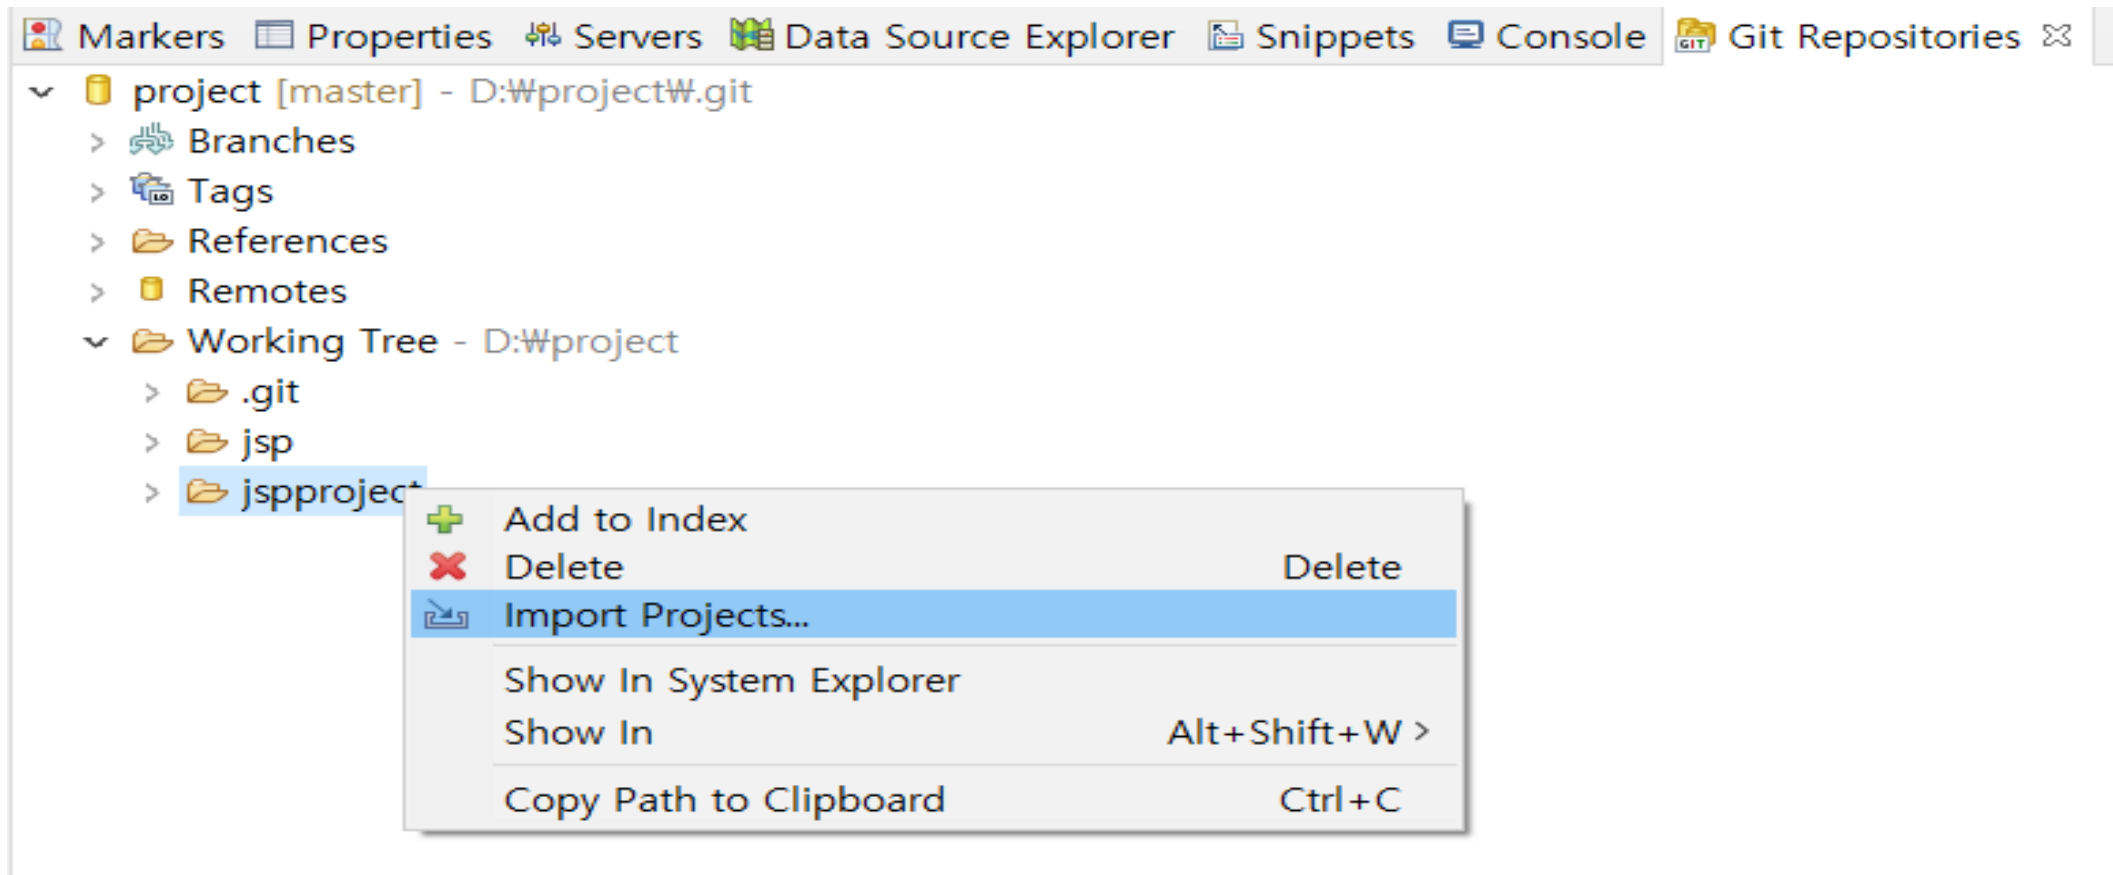 Markers Properties Servers Data Source Explorer Snippets Console Git Repositories
project [master] - D:₩project₩.git
Branches
Tags
References
Remotes
Working Tree - D:₩project
.git
jsp
jspproject
Add to Index
Delete Delete
Import Projects...
Show In System Explorer
Show In Alt+Shift+W >
Copy Path to Clipboard Ctrl+C